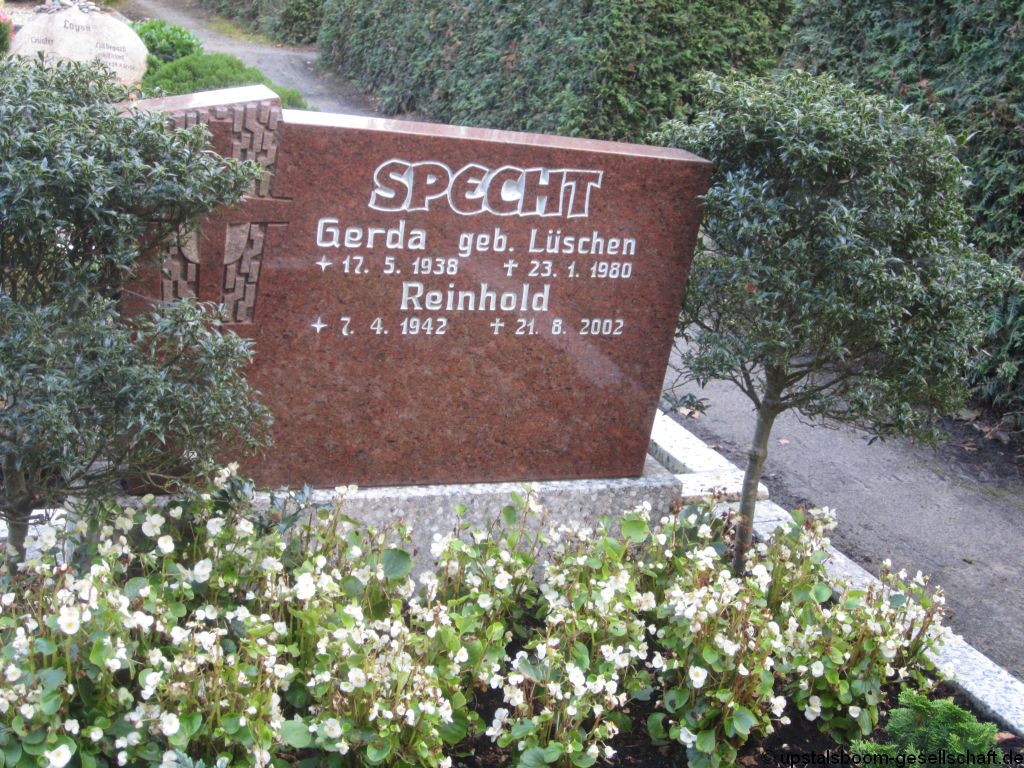 Layss
SPECHT
Gerda geb. Lüschen
✦ 17. 5. 1938 ✝ 23. 1. 1980
Reinhold
✦ 7. 4. 1942 ✝ 21. 8. 2002
© upstalsboom-gesellschaft.de